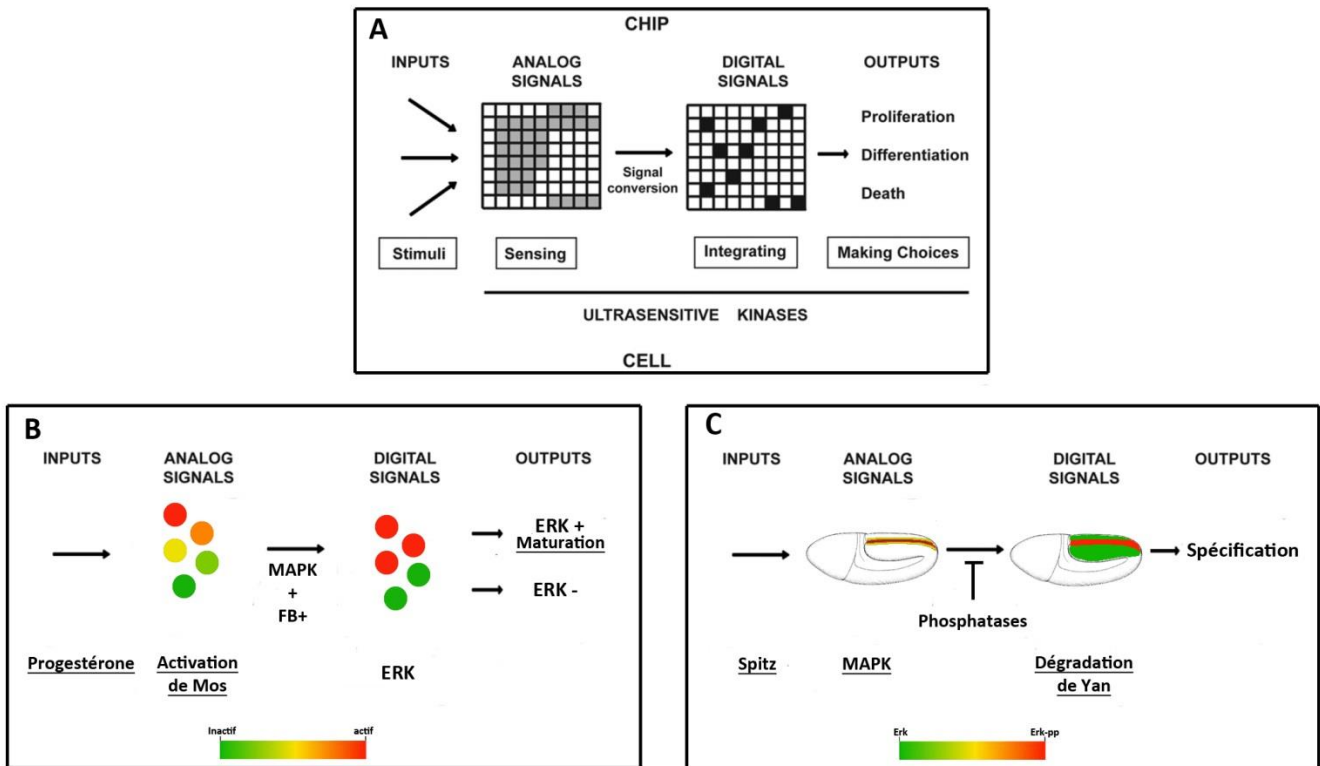 A
CHIP
INPUTS
ANALOG
SIGNALS
DIGITAL
SIGNALS
OUTPUTS
Signal
conversion
Proliferation
Differentiation
Death
Stimuli
Sensing
Integrating
Making Choices
ULTRASENSITIVE KINASES
CELL
B
INPUTS
ANALOG
SIGNALS
DIGITAL
SIGNALS
OUTPUTS
MAPK
+
FB+
ERK +
Maturation
ERK -
Progestérone
Activation
de Mos
ERK
Inactif
actif
C
INPUTS
ANALOG
SIGNALS
DIGITAL
SIGNALS
OUTPUTS
Spécification
Phosphatases
Spitz
MAPK
Dégradation
de Yan
Erk
Erk-pp